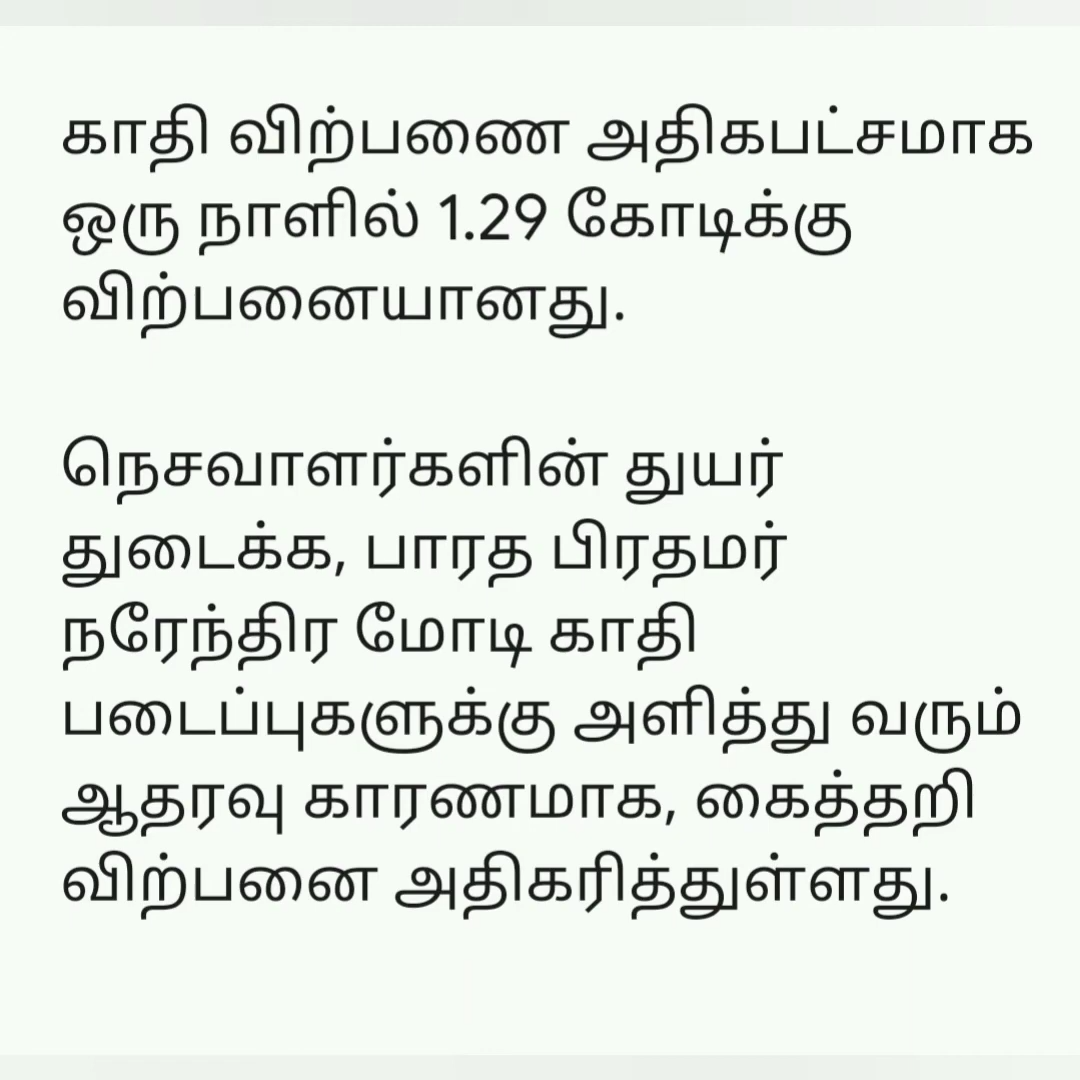 காதி விற்பணை அதிகபட்சமாக
ஒரு நாளில் 1.29 கோடிக்கு
விற்பனையானது.
நெசவாளர்களின் துயர்
துடைக்க, பாரத பிரதமர்
நரேந்திர மோடி காதி
படைப்புகளுக்கு அளித்து வரும்
ஆதரவு காரணமாக, கைத்தறி
விற்பனை அதிகரித்துள்ளது.